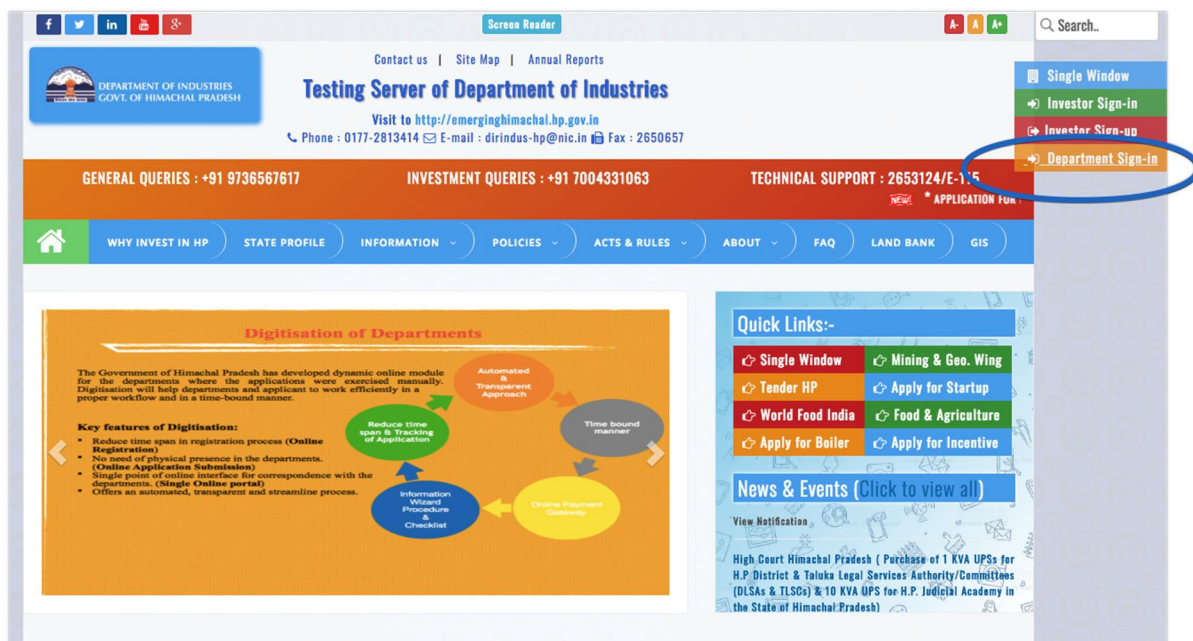 f in 8+
Screen Reader
A- A A+
Search..
Contact us | Site Map | Annual Reports
DEPARTMENT OF INDUSTRIES
GOVT. OF HIMACHAL PRADESH
Testing Server of Department of Industries
Visit to http://emerginghimachal.hp.gov.in
Phone : 0177-2813414 E-mail : dirindus-hp@nic.in Fax : 2650657
Single Window
Investor Sign-in
Investor Sign-up
Department Sign-in
GENERAL QUERIES : +91 9736567617 INVESTMENT QUERIES : +91 7004331063 TECHNICAL SUPPORT : 2653124/E-
NEW! * APPLICATION FOR
WHY INVEST IN HP STATE PROFILE INFORMATION POLICIES ACTS & RULES ABOUT FAQ LAND BANK GIS
Digitisation of Departments
The Government of Himachal Pradesh has developed dynamic online module
for the departments where the applications were exercised manually.
Digitisation will help departments and applicant to work efficiently in a
proper workflow and in a time-bound manner.
Key features of Digitisation:
• Reduce time span in registration process (Online
Registration)
• No need of physical presence in the departments.
(Online Application Submission)
• Single point of online interface for correspondence with the
departments. (Single Online portal)
• Offers an automated, transparent and streamline process.
Automated
&
Transparent
Approach
Time bound
manner
Online Payment
Gateway
Information
Wizard
Procedure
&
Checklist
Reduce time
span & Tracking
of Application
Quick Links:-
Single Window Mining & Geo. Wing
Tender HP Apply for Startup
World Food India Food & Agriculture
Apply for Boiler Apply for Incentive
News & Events (Click to view all)
View Notification
High Court Himachal Pradesh ( Purchase of 1 KVA UPSs for
H.P District & Taluka Legal Services Authority/Committees
(DLSAs & TLSCs) & 10 KVA UPS for H.P. Judicial Academy in
the State of Himachal Pradesh)